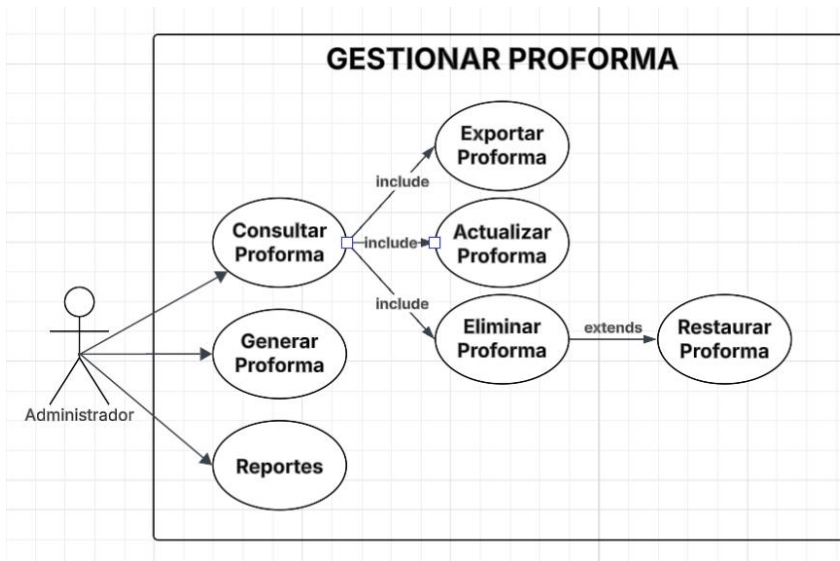 GESTIONAR PROFORMA
Exportar
Proforma
include
Consultar
Proforma
include
Actualizar
Proforma
include
Eliminar
Proforma
extends
Restaurar
Proforma
Generar
Proforma
Administrador
Reportes